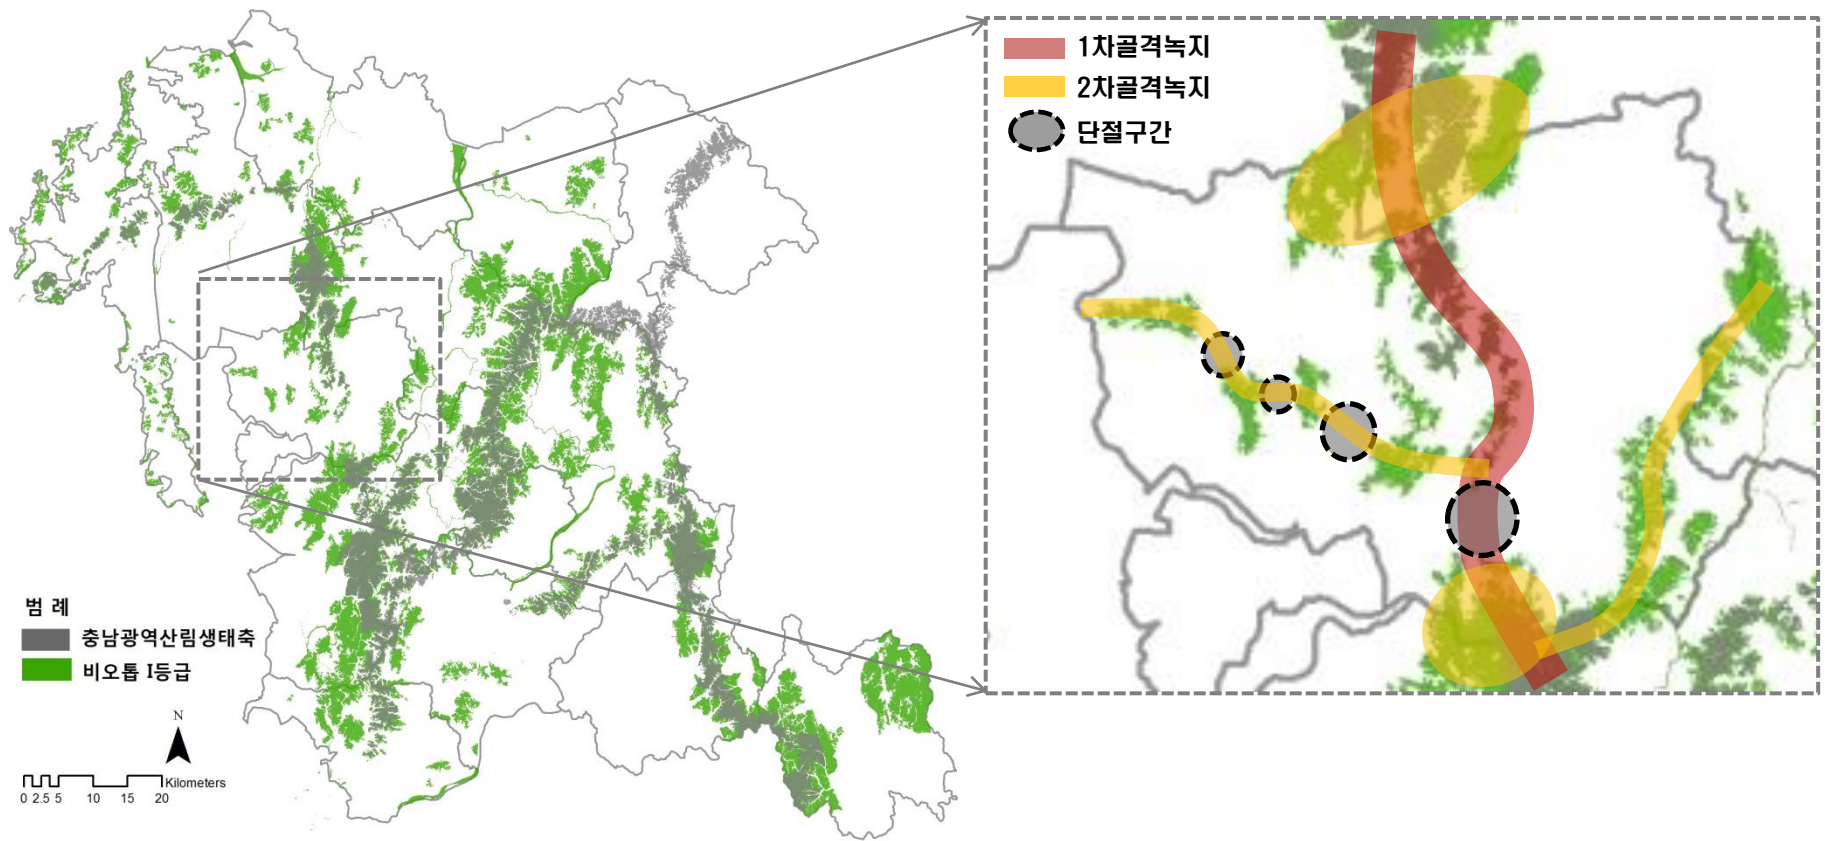 1차골격녹지
2차골격녹지
단절구간
범 례
충남광역산림생태축
비오톱 I등급
N
Kilometers
0 2.5 5 10 15 20